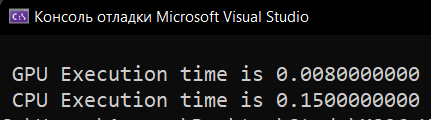 Консоль отладки Microsoft Visual Studio
GPU Execution time is 0.0080000000
CPU Execution time is 0.1500000000